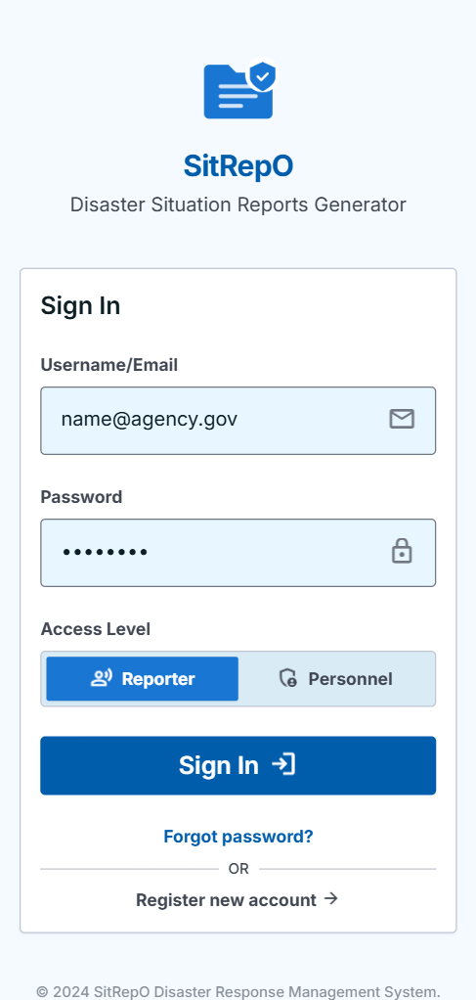 SitRepO
Disaster Situation Reports Generator
Sign In
Username/Email
name@agency.gov
Password
••••••••
Access Level
Reporter
Personnel
Sign In
Forgot password?
OR
Register new account →
© 2024 SitRepO Disaster Response Management System.